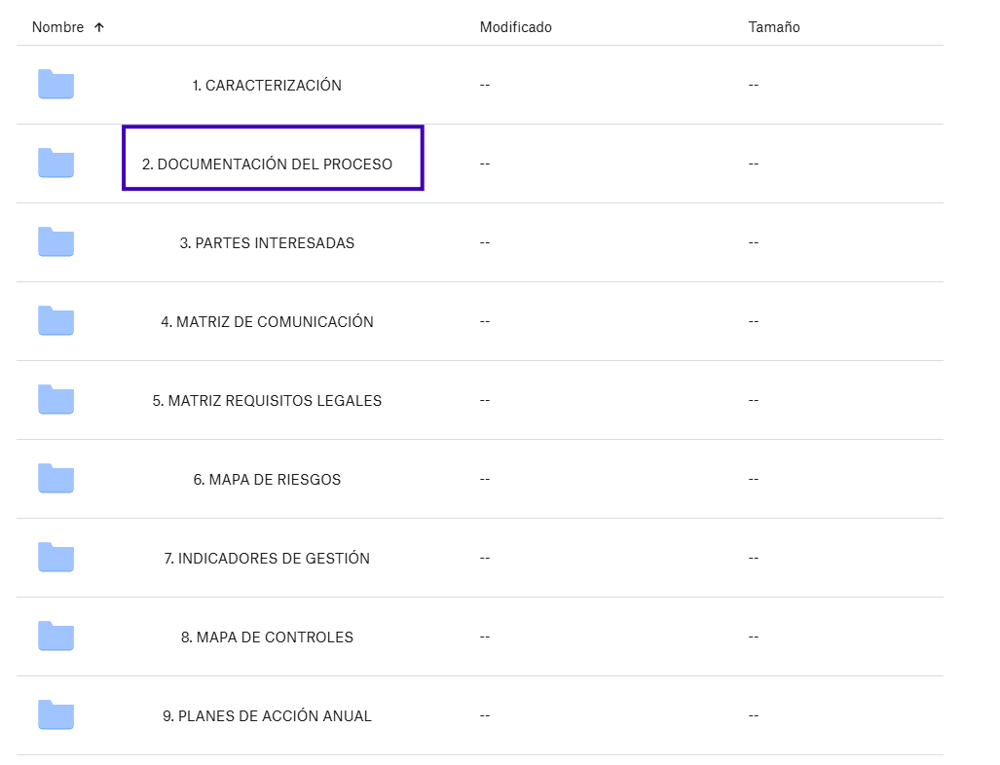 Nombre ↑ Modificado Tamaño
1. CARACTERIZACIÓN -- --
2. DOCUMENTACIÓN DEL PROCESO -- --
3. PARTES INTERESADAS -- --
4. MATRIZ DE COMUNICACIÓN -- --
5. MATRIZ REQUISITOS LEGALES -- --
6. MAPA DE RIESGOS -- --
7. INDICADORES DE GESTIÓN -- --
8. MAPA DE CONTROLES -- --
9. PLANES DE ACCIÓN ANUAL -- --